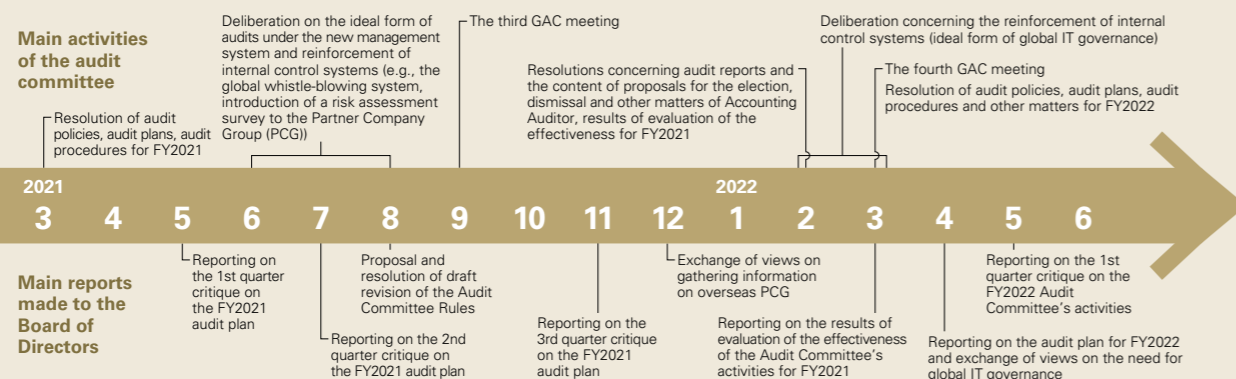 Main activities
of the audit
committee
Resolution of audit
policies, audit plans, audit
procedures for FY2021
Deliberation on the ideal form of
audits under the new management
system and reinforcement of
internal control systems (e.g., the
global whistle-blowing system,
introduction of a risk assessment
survey to the Partner Company
Group (PCG))
The third GAC meeting
Resolutions concerning audit reports and
the content of proposals for the election,
dismissal and other matters of Accounting
Auditor, results of evaluation of the
effectiveness for FY2021
Deliberation concerning the reinforcement of internal
control systems (ideal form of global IT governance)
The fourth GAC meeting
Resolution of audit policies, audit plans, audit
procedures and other matters for FY2022
2021 2022
3 4 5 6 7 8 9 10 11 12 1 2 3 4 5 6
Main reports
made to the
Board of
Directors
Reporting on
the 1st quarter
critique on
the FY2021
audit plan
Reporting on the 2nd
quarter critique on
the FY2021 audit plan
Proposal and
resolution of draft
revision of the Audit
Committee Rules
Reporting on the
3rd quarter critique
on the FY2021
audit plan
Exchange of views on
gathering information
on overseas PCG
Reporting on the results of
evaluation of the effectiveness
of the Audit Committee's
activities for FY2021
Reporting on the audit plan for FY2022
and exchange of views on the need for
global IT governance
Reporting on the 1st
quarter critique on the
FY2022 Audit
Committee's activities